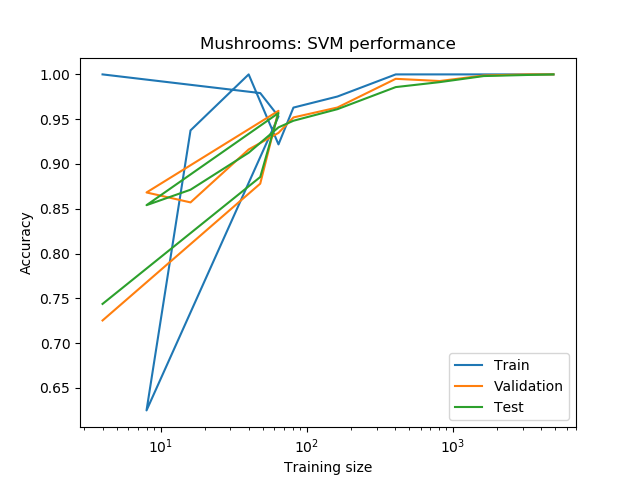 Mushrooms: SVM performance
1.00
0.95
0.90
0.85
0.80
0.75
0.70
0.65
Accuracy
10¹
10²
10³
Training size
Train
Validation
Test